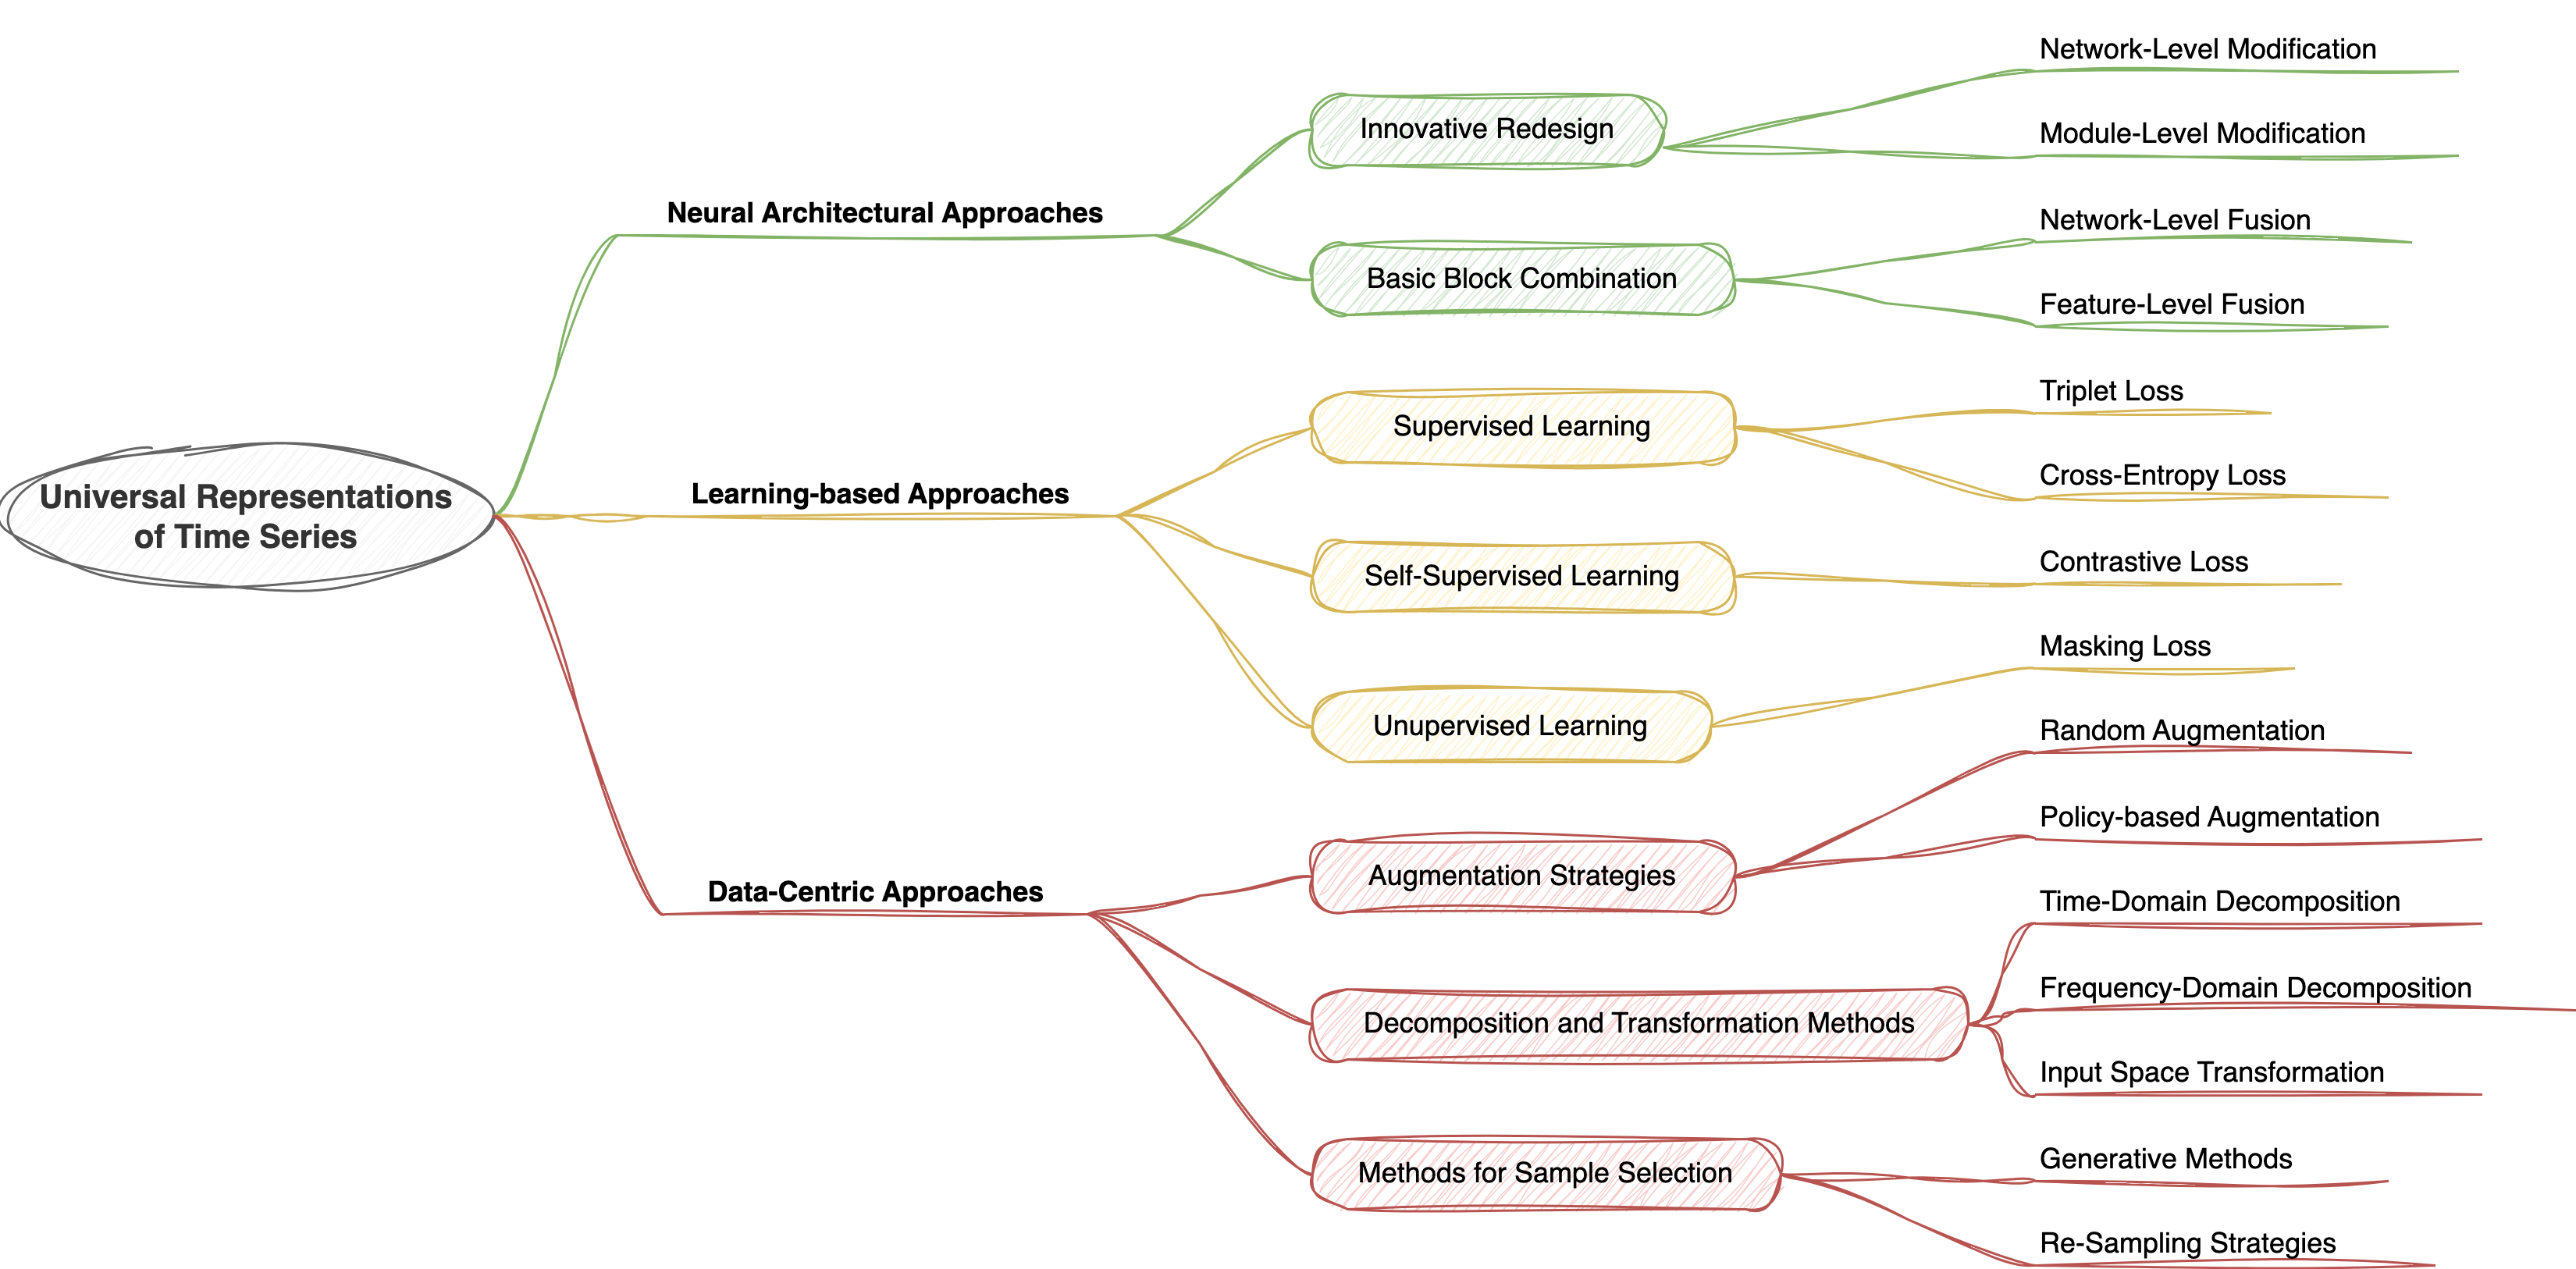 Universal Representations
of Time Series
Neural Architectural Approaches
Innovative Redesign
Network-Level Modification
Module-Level Modification
Basic Block Combination
Network-Level Fusion
Feature-Level Fusion
Learning-based Approaches
Supervised Learning
Triplet Loss
Cross-Entropy Loss
Self-Supervised Learning
Contrastive Loss
Unupervised Learning
Masking Loss
Data-Centric Approaches
Augmentation Strategies
Random Augmentation
Policy-based Augmentation
Decomposition and Transformation Methods
Time-Domain Decomposition
Frequency-Domain Decomposition
Input Space Transformation
Methods for Sample Selection
Generative Methods
Re-Sampling Strategies